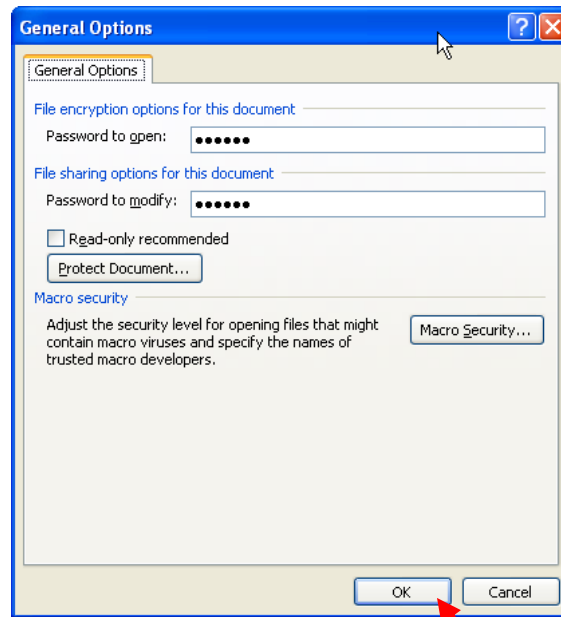 General Options
General Options
File encryption options for this document
Password to open: ●●●●●●
File sharing options for this document
Password to modify: ●●●●●●
Read-only recommended
Protect Document...
Macro security
Adjust the security level for opening files that might
contain macro viruses and specify the names of
trusted macro developers.
Macro Security...
OK Cancel